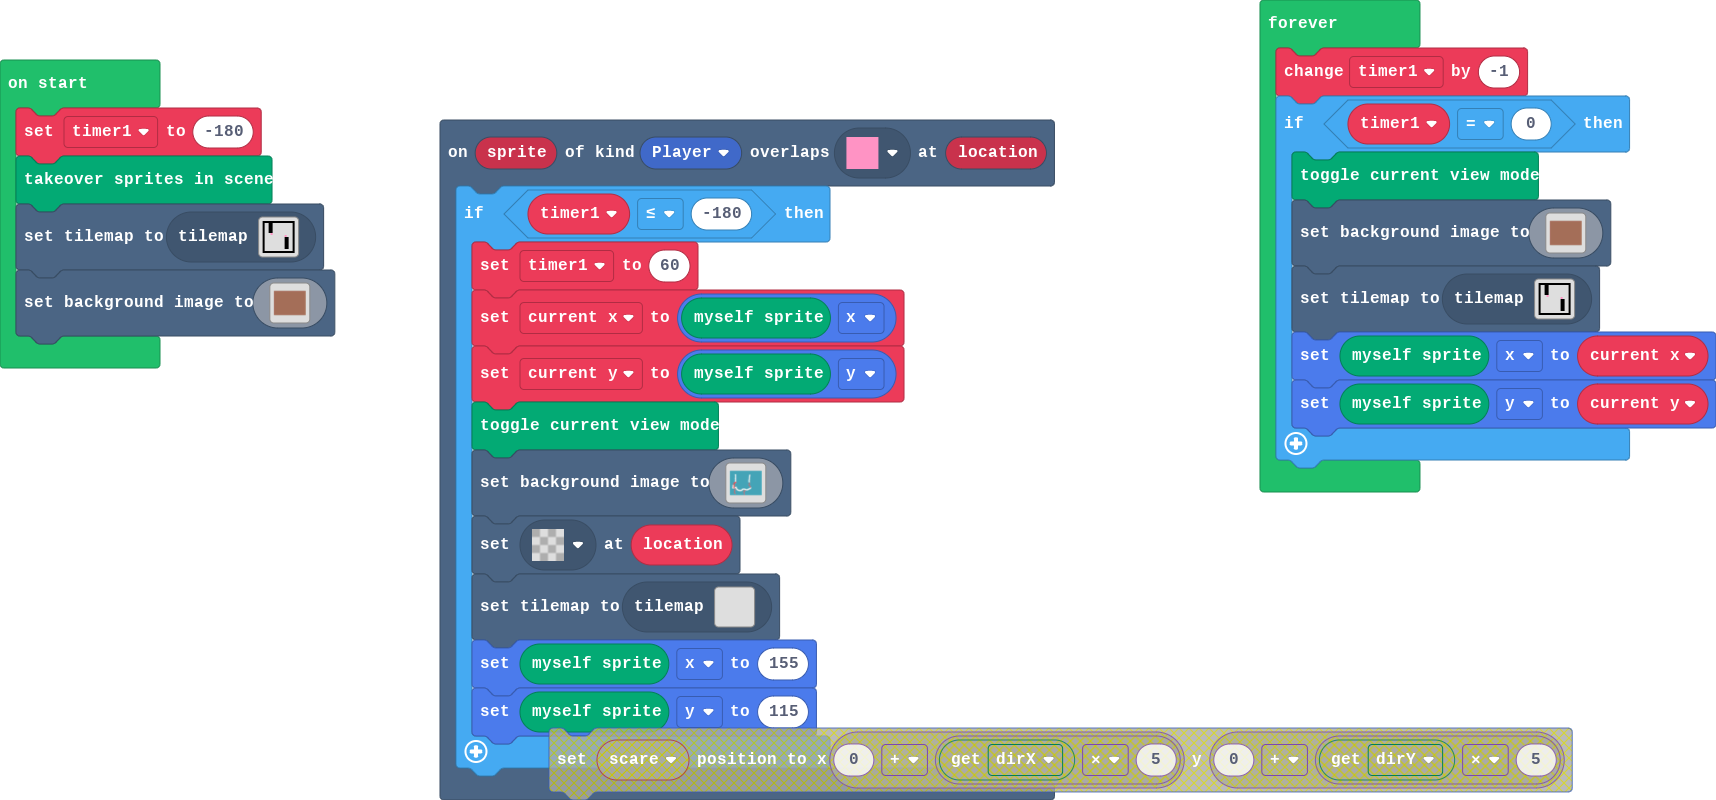 on start
set timer1 to -180
takeover sprites in scene
set tilemap to tilemap
set background image to
on sprite of kind Player overlaps at location
if timer1 ≤ -180 then
set timer1 to 60
set current x to myself sprite x
set current y to myself sprite y
toggle current view mode
set background image to
set at location
set tilemap to tilemap
set myself sprite x to 155
set myself sprite y to 115
set scare position to x 0 + get dirX × 5 y 0 + get dirY × 5
forever
change timer1 by -1
if timer1 = 0 then
toggle current view mode
set background image to
set tilemap to tilemap
set myself sprite x to current x
set myself sprite y to current y